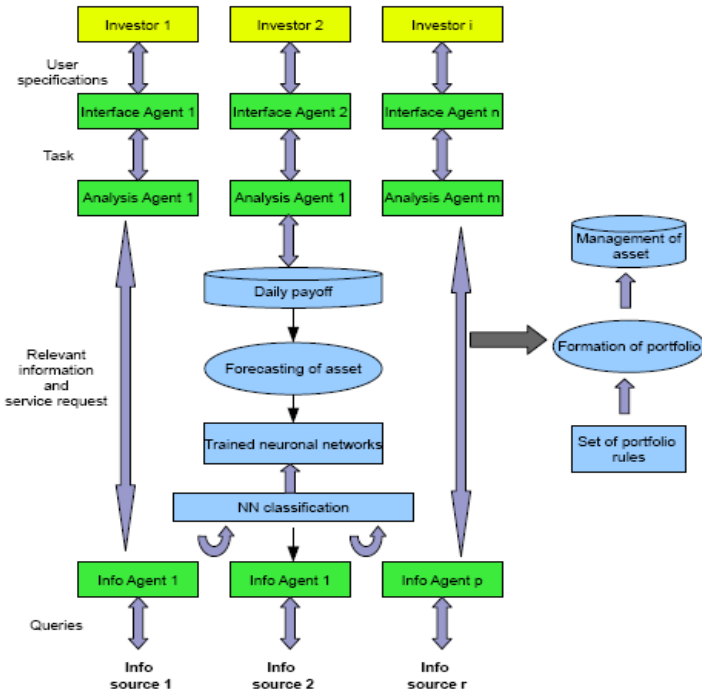 Investor 1
Investor 2
Investor i
User
specifications
Interface Agent 1
Interface Agent 2
Interface Agent n
Task
Analysis Agent 1
Analysis Agent 1
Analysis Agent m
Management of
asset
Daily payoff
Formation of portfolio
Relevant
information
and
service request
Forecasting of asset
Trained neuronal networks
Set of portfolio
rules
NN classification
Info Agent 1
Info Agent 1
Info Agent p
Queries
Info
source 1
Info
source 2
Info
source r